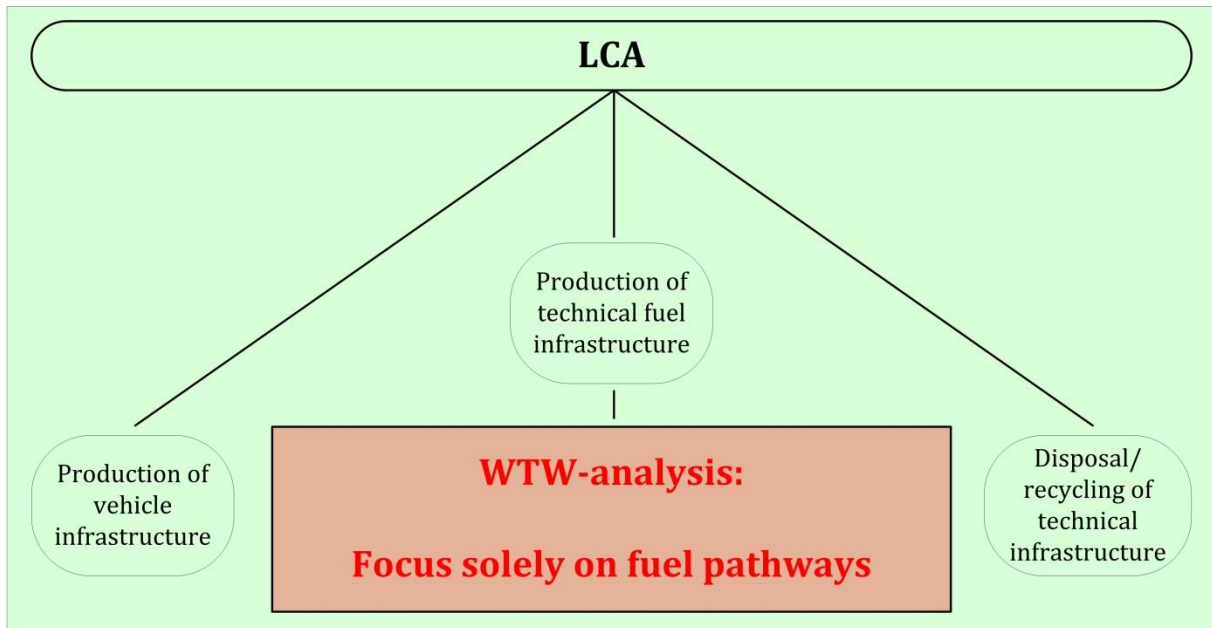 LCA
Production of
technical fuel
infrastructure
Production of
vehicle
infrastructure
WTW-analysis:
Focus solely on fuel pathways
Disposal/
recycling of
technical
infrastructure